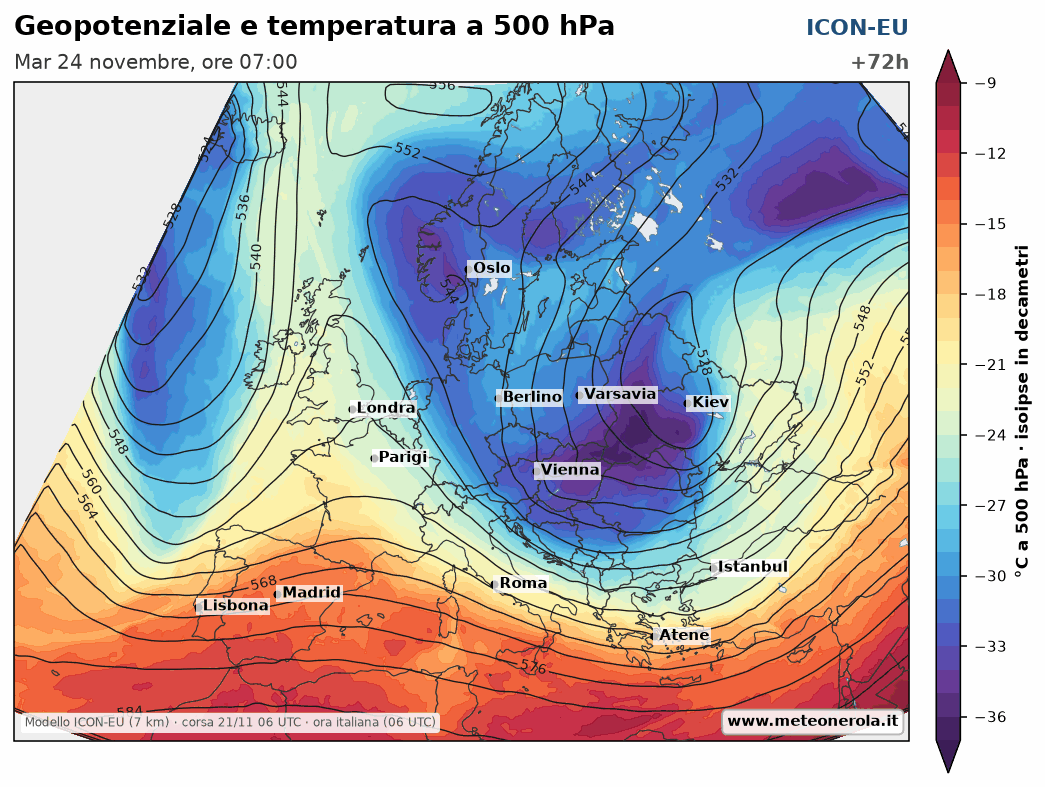 Geopotenziale e temperatura a 500 hPa
ICON-EU
Mar 24 novembre, ore 07:00
+72h
556
544
552
524
544
532
528
536
540
532
Oslo
544
548
528
552
Berlino
Varsavia
Kiev
Londra
548
Parigi
Vienna
560
564
Istanbul
568
Roma
Madrid
Lisbona
Atene
576
584
Modello ICON-EU (7 km) · corsa 21/11 06 UTC · ora italiana (06 UTC)
www.meteonerola.it
−9
−12
−15
−18
−21
−24
−27
−30
−33
−36
°C a 500 hPa · isoipse in decametri